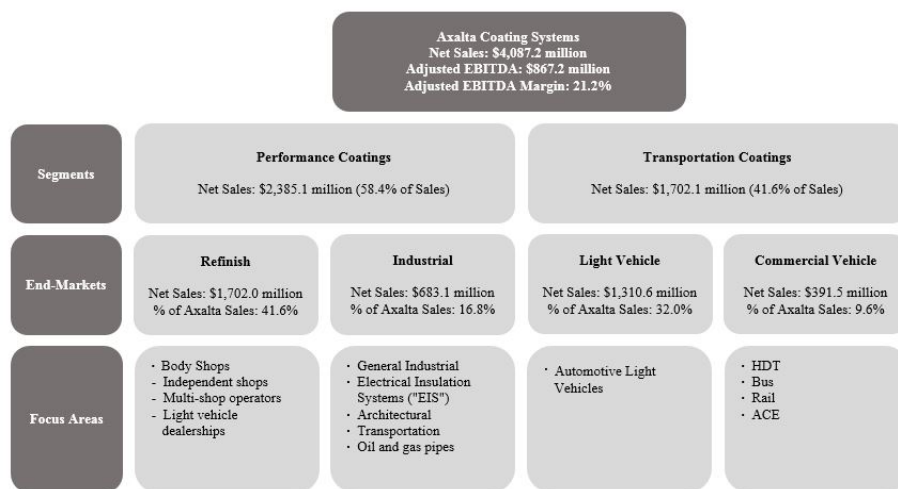 Axalta Coating Systems
Net Sales: $4,087.2 million
Adjusted EBITDA: $867.2 million
Adjusted EBITDA Margin: 21.2%
Segments
Performance Coatings
Net Sales: $2,385.1 million (58.4% of Sales)
Transportation Coatings
Net Sales: $1,702.1 million (41.6% of Sales)
End-Markets
Refinish
Net Sales: $1,702.0 million
% of Axalta Sales: 41.6%
Industrial
Net Sales: $683.1 million
% of Axalta Sales: 16.8%
Light Vehicle
Net Sales: $1,310.6 million
% of Axalta Sales: 32.0%
Commercial Vehicle
Net Sales: $391.5 million
% of Axalta Sales: 9.6%
Focus Areas
· Body Shops
- Independent shops
- Multi-shop operators
- Light vehicle
dealerships
· General Industrial
· Electrical Insulation
Systems ("EIS")
· Architectural
· Transportation
· Oil and gas pipes
· Automotive Light
Vehicles
· HDT
· Bus
· Rail
· ACE